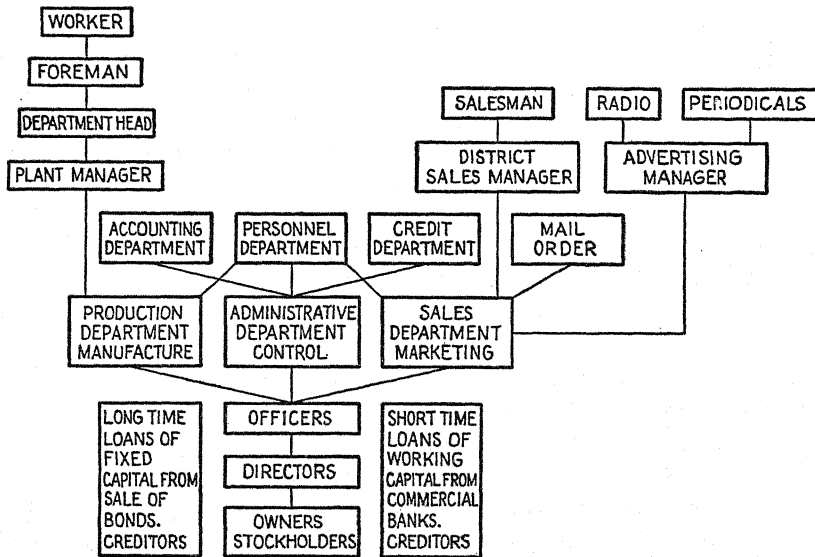 WORKER
FOREMAN
DEPARTMENT HEAD
PLANT MANAGER
SALESMAN
RADIO
PERIODICALS
DISTRICT
SALES MANAGER
ADVERTISING
MANAGER
ACCOUNTING
DEPARTMENT
PERSONNEL
DEPARTMENT
CREDIT
DEPARTMENT
MAIL
ORDER
PRODUCTION
DEPARTMENT
MANUFACTURE
ADMINISTRATIVE
DEPARTMENT
CONTROL
SALES
DEPARTMENT
MARKETING
LONG TIME
LOANS OF
FIXED
CAPITAL FROM
SALE OF
BONDS.
CREDITORS
OFFICERS
DIRECTORS
OWNERS
STOCKHOLDERS
SHORT TIME
LOANS OF
WORKING
CAPITAL FROM
COMMERCIAL
BANKS.
CREDITORS